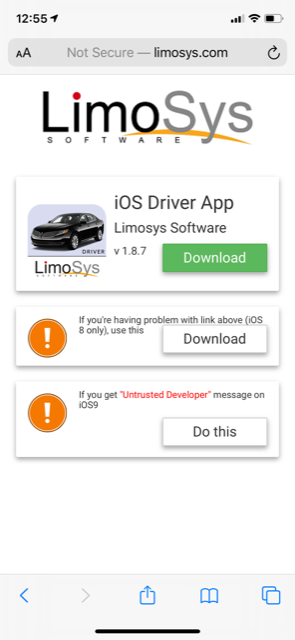 12:55
AA Not Secure — limosys.com
LimoSys
SOFTWARE
iOS Driver App
Limosys Software
v 1.8.7
Download
DRIVER
LimoSys
If you're having problem with link above (iOS
8 only), use this
Download
If you get "Untrusted Developer" message on
iOS9
Do this